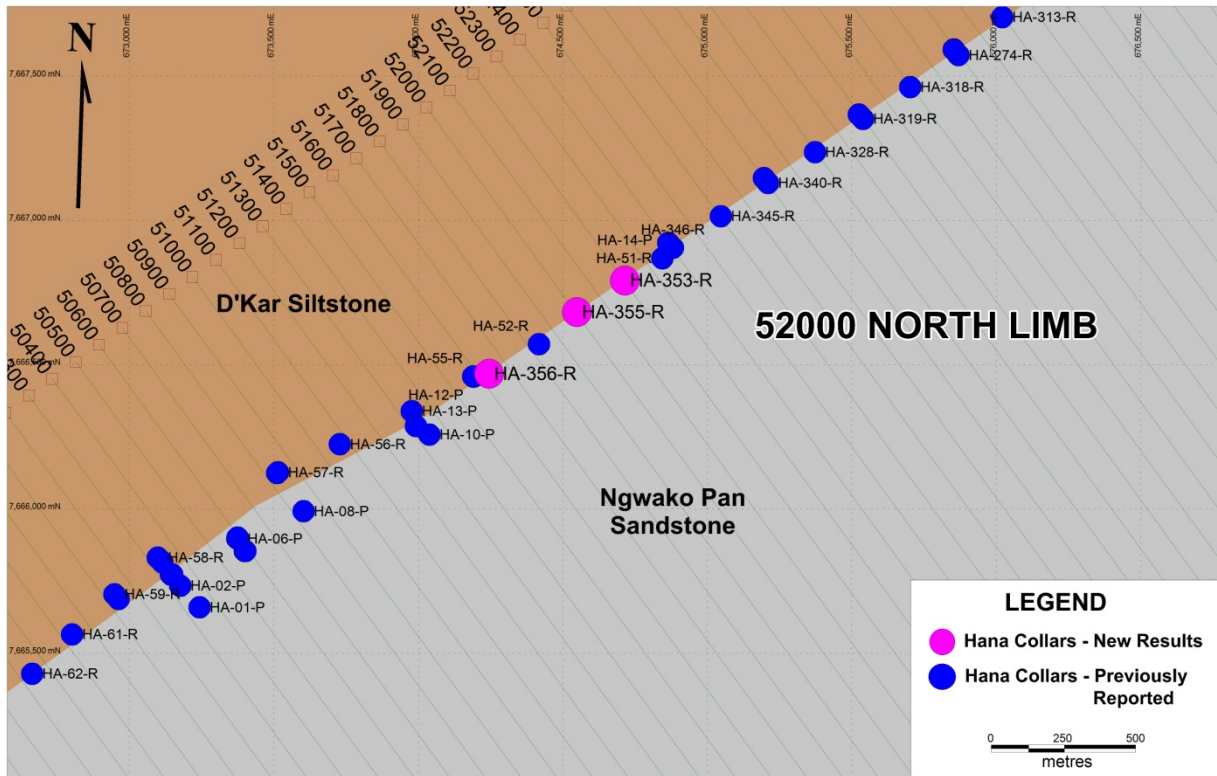 673,000 mE
673,500 mE
674,000 mE
674,500 mE
675,000 mE
675,500 mE
676,000 mE
676,500 mE
N
52300
52200
52100
52000
51900
51800
51700
51600
51500
51400
51300
51200
51100
51000
50900
50800
50700
50600
50500
50400
7,667,500 mN
7,667,000 mN
7,666,500 mN
7,666,000 mN
7,665,500 mN
HA-313-R
HA-274-R
HA-318-R
HA-319-R
HA-328-R
HA-340-R
HA-345-R
HA-346-R
HA-14-P
HA-51-R
HA-353-R
HA-355-R
HA-52-R
HA-55-R
HA-356-R
HA-12-P
HA-13-P
HA-10-P
HA-56-R
HA-57-R
HA-08-P
HA-06-P
HA-58-R
HA-02-P
HA-59-R
HA-01-P
HA-61-R
HA-62-R
D'Kar Siltstone
52000 NORTH LIMB
Ngwako Pan
Sandstone
LEGEND
Hana Collars - New Results
Hana Collars - Previously
Reported
0 250 500
metres